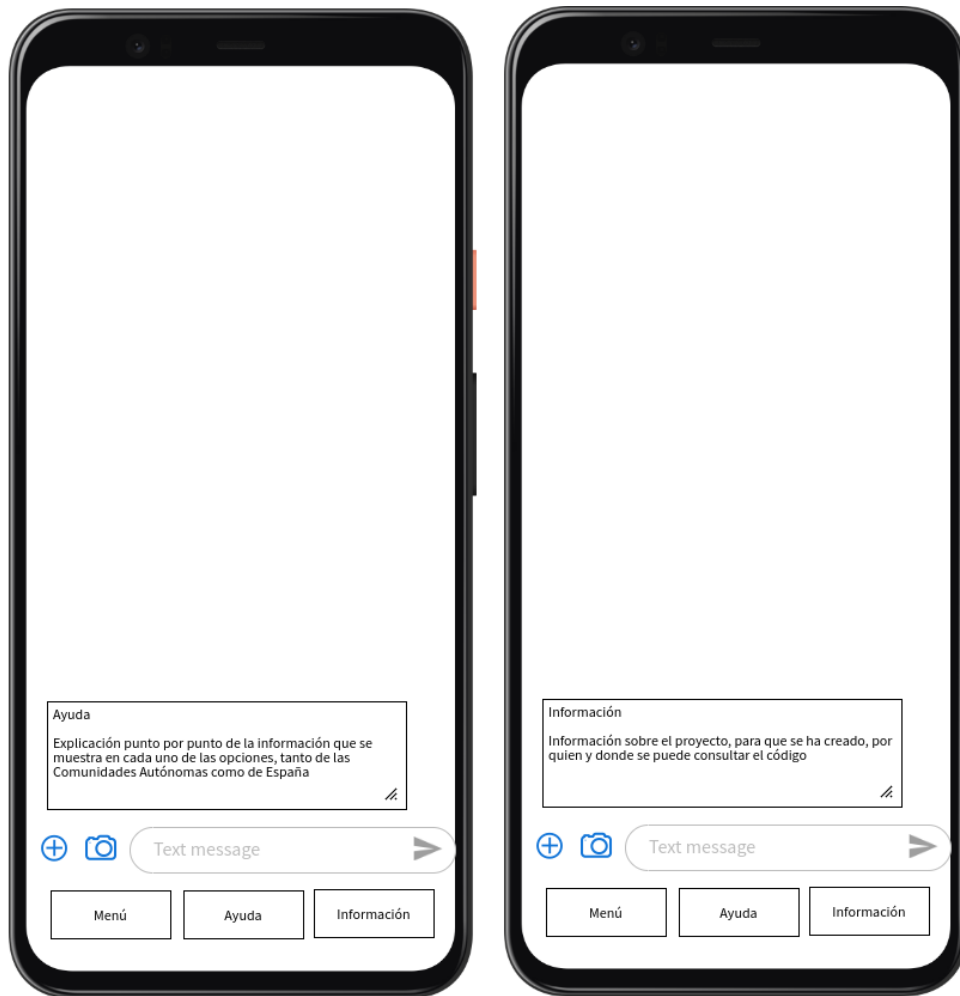 Ayuda
Explicación punto por punto de la información que se
muestra en cada uno de las opciones, tanto de las
Comunidades Autónomas como de España
Text message
Menú
Ayuda
Información
Información
Información sobre el proyecto, para que se ha creado, por
quien y donde se puede consultar el código
Text message
Menú
Ayuda
Información